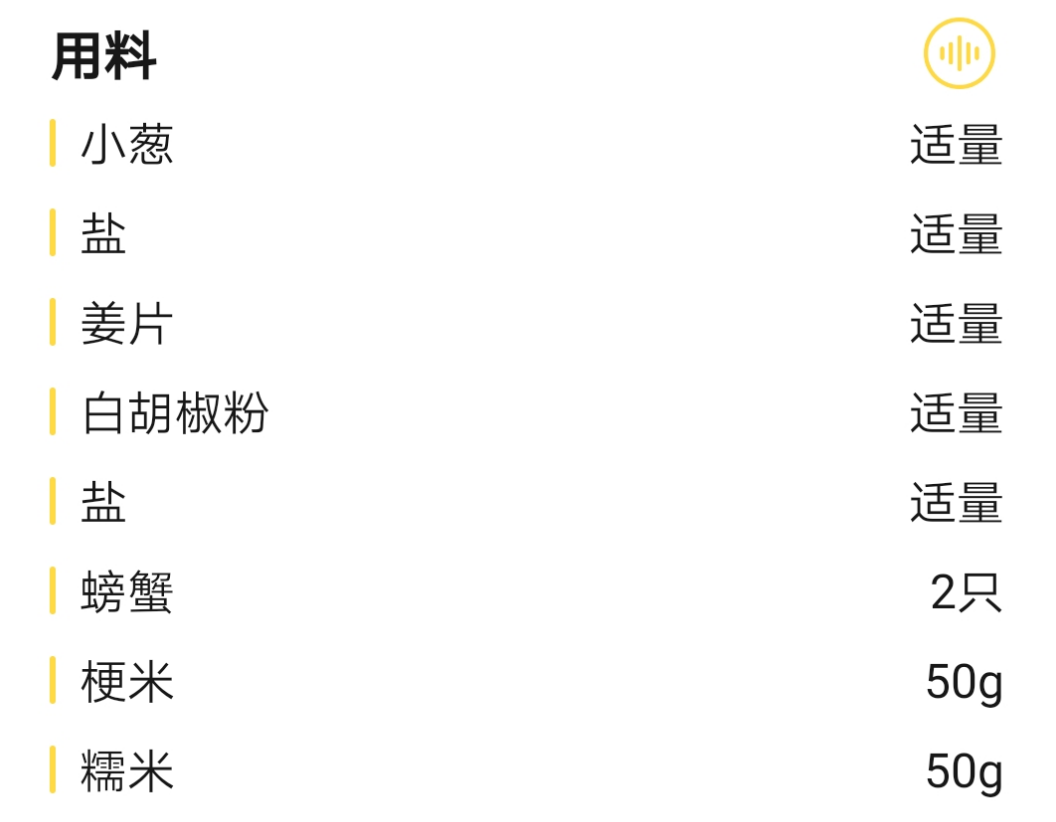 用料
小葱 适量
盐 适量
姜片 适量
白胡椒粉 适量
盐 适量
螃蟹 2只
梗米 50g
糯米 50g